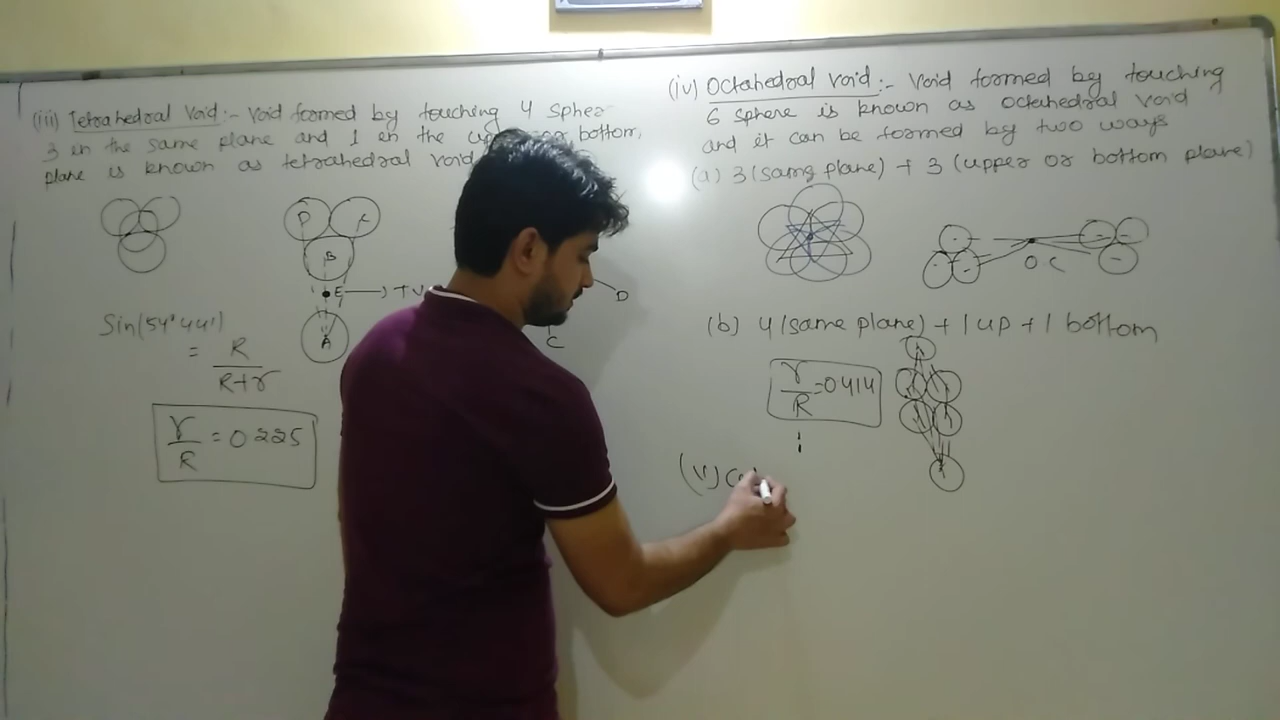 (iii) Tetrahedral Void :- Void formed by touching 4 sphe
3 in the same plane and 1 in the bottom,
plane is known as tetrahedral void
D
B
E → TV
A
D
C
Sin(54°44')
= R
R+r
r
R
= 0.225
(iv) Octahedral void :- Void formed by touching
6 sphere is known as octahedral void
and it can be formed by two ways
(a) 3 (same plane) + 3 (upper or bottom plane)
(b) 4 (same plane) + 1 up + 1 bottom
r
R
= 0.414
(v)